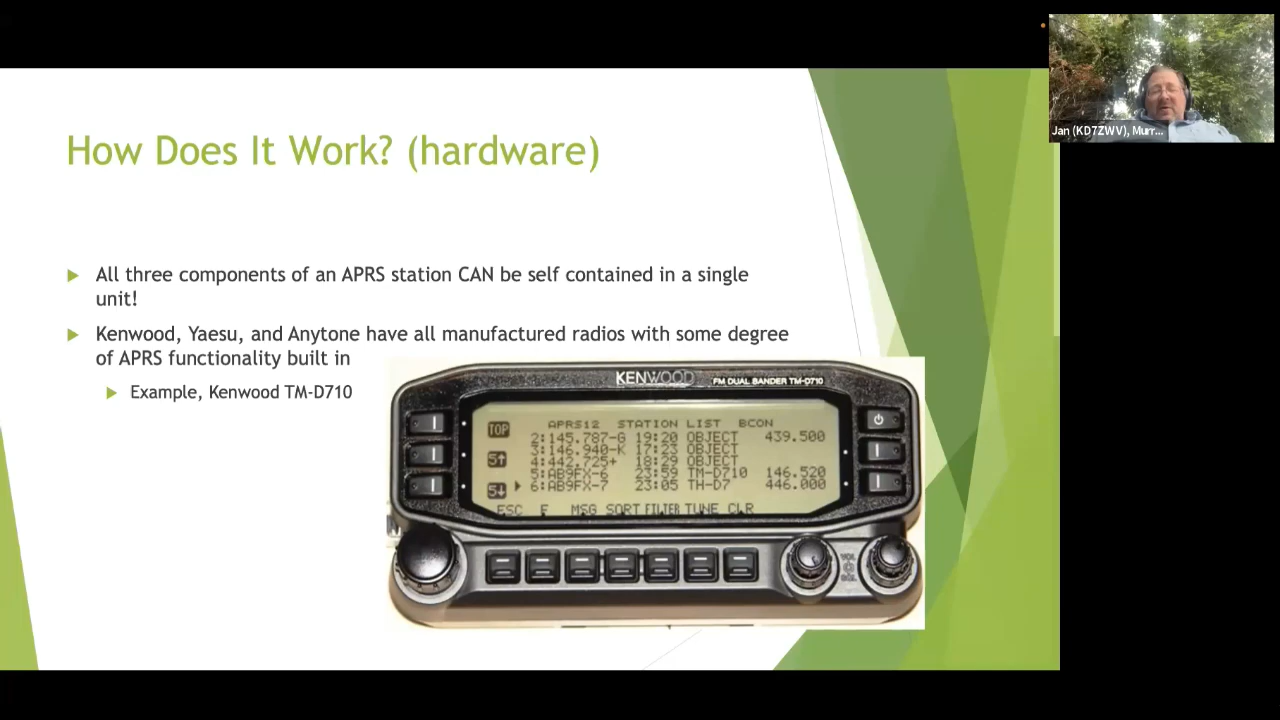 How Does It Work? (hardware)
Jan (KD7ZWV), Murr...
All three components of an APRS station CAN be self contained in a single
unit!
Kenwood, Yaesu, and Anytone have all manufactured radios with some degree
of APRS functionality built in
Example, Kenwood TM-D710
KENWOOD FM DUAL BANDER TM-D710
APRS12 STATION LIST BCON
TOP
2:145.787-G 19:20 OBJECT 439.500
3:146.940-K 17:23 OBJECT
5↑
4:442.725+ 18:29 OBJECT
5:AB9FX-6 23:59 TM-D710 146.520
5↓
6:AB9FX-7 23:05 TH-D7 446.000
ESC F MSG SORT FILTER TUNE CLR
VOL
SQL